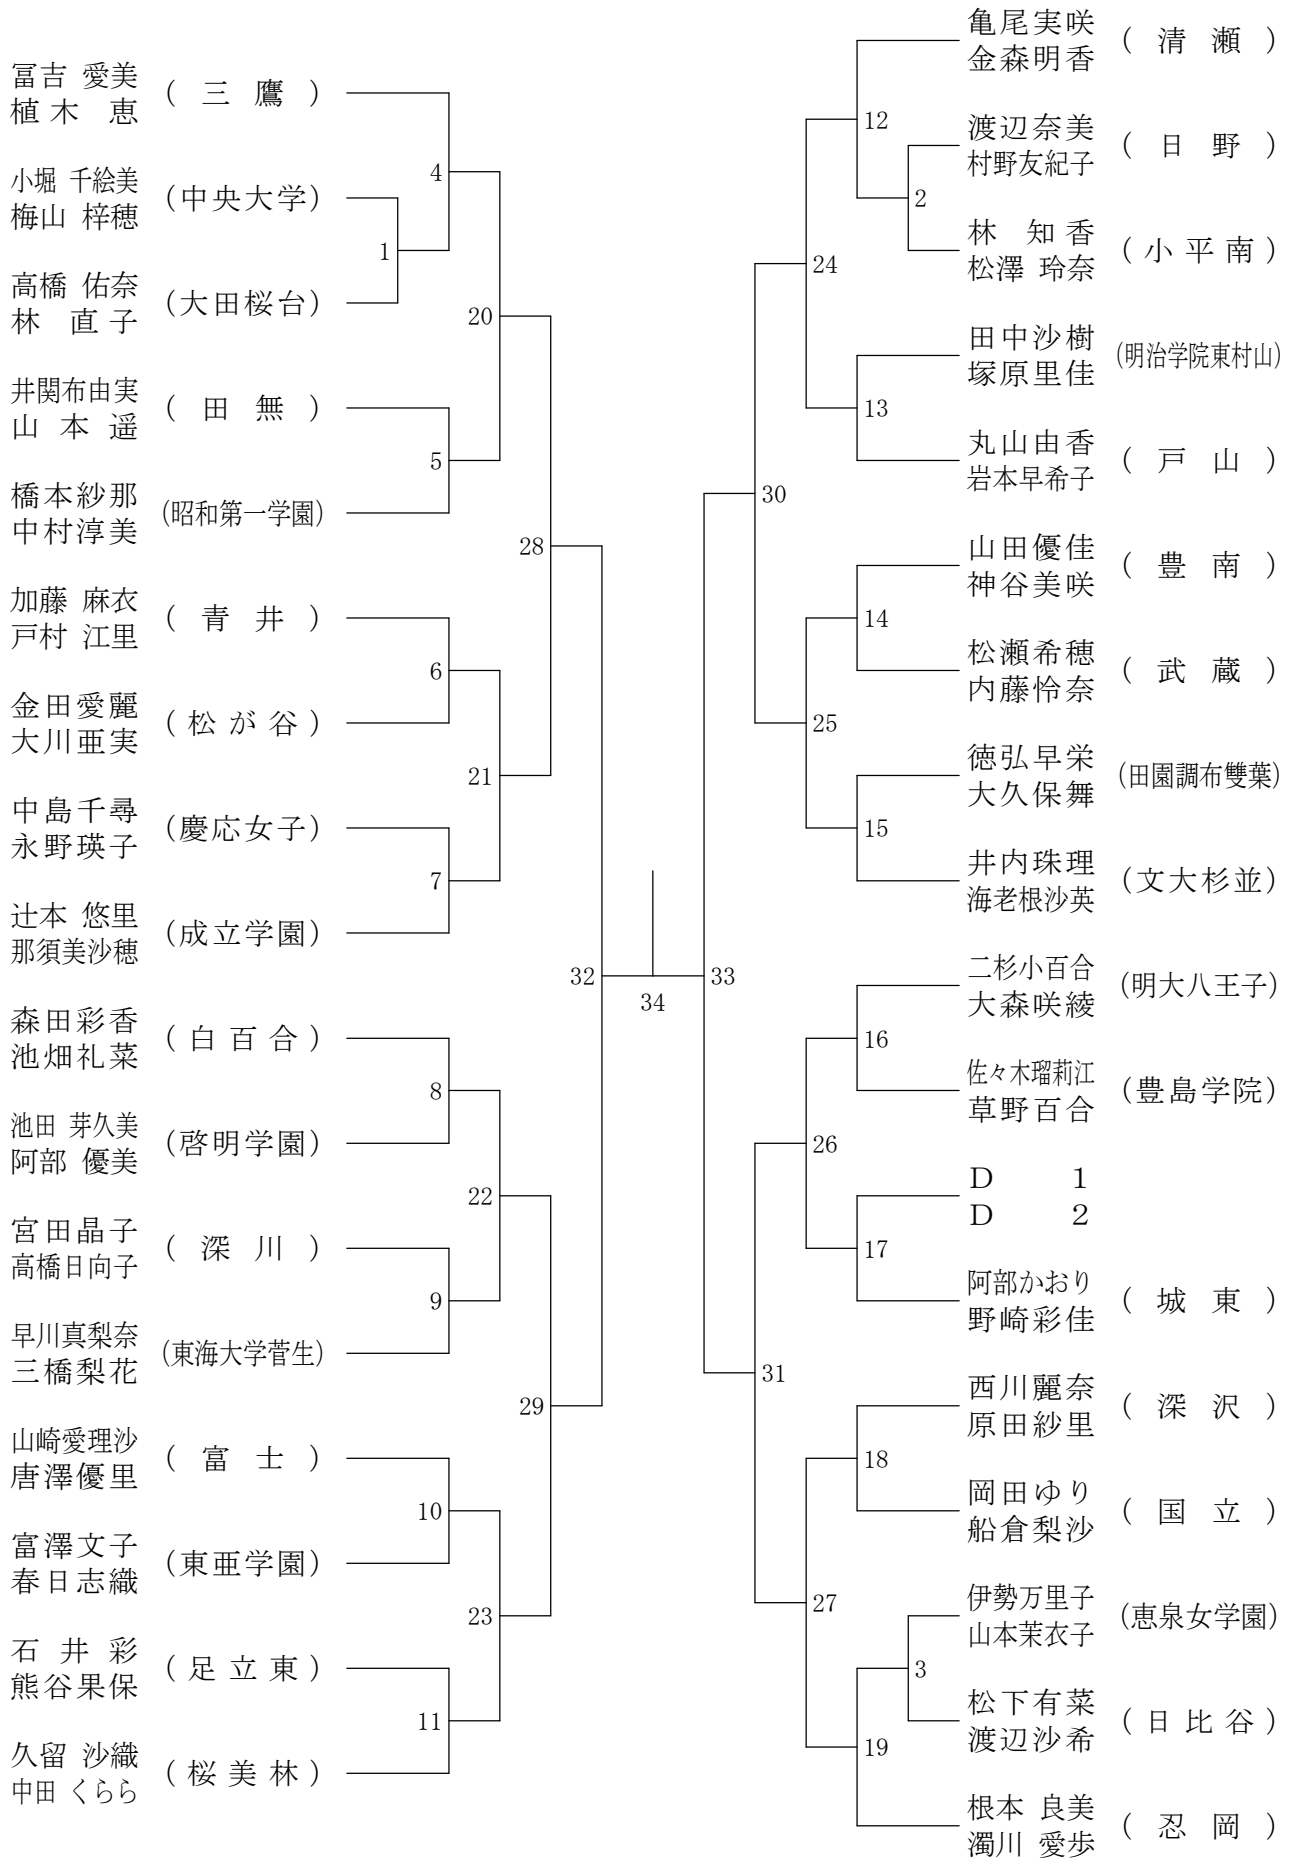 冨吉 愛美
植木 恵
( 三 鷹 )
小堀 千絵美
梅山 梓穂
(中央大学)
高橋 佑奈
林 直子
(大田桜台)
井関布由実
山本 遥
( 田 無 )
橋本紗那
中村淳美
(昭和第一学園)
加藤 麻衣
戸村 江里
( 青 井 )
金田愛麗
大川亜実
(松が谷)
中島千尋
永野瑛子
(慶応女子)
辻本 悠里
那須美沙穂
(成立学園)
森田彩香
池畑礼菜
(白百合)
池田 芽久美
阿部 優美
(啓明学園)
宮田晶子
高橋日向子
( 深 川 )
早川真梨奈
三橋梨花
(東海大学菅生)
山崎愛理沙
唐澤優里
( 富 士 )
富澤文子
春日志織
(東亜学園)
石井 彩
熊谷果保
(足立東)
久留 沙織
中田 くらら
(桜美林)
1
4
5
6
7
8
9
10
11
20
21
22
23
28
29
32
34
33
30
31
24
25
26
27
12
2
13
14
15
16
17
18
3
19
亀尾実咲
金森明香
( 清 瀬 )
渡辺奈美
村野友紀子
( 日 野 )
林 知香
松澤 玲奈
(小平南)
田中沙樹
塚原里佳
(明治学院東村山)
丸山由香
岩本早希子
( 戸 山 )
山田優佳
神谷美咲
( 豊 南 )
松瀬希穂
内藤怜奈
( 武 蔵 )
徳弘早栄
大久保舞
(田園調布雙葉)
井内珠理
海老根沙英
(文大杉並)
二杉小百合
大森咲綾
(明大八王子)
佐々木瑠莉江
草野百合
(豊島学院)
D 1
D 2
阿部かおり
野崎彩佳
( 城 東 )
西川麗奈
原田紗里
( 深 沢 )
岡田ゆり
船倉梨沙
( 国 立 )
伊勢万里子
山本茉衣子
(恵泉女学園)
松下有菜
渡辺沙希
(日比谷)
根本 良美
濁川 愛歩
( 忍 岡 )